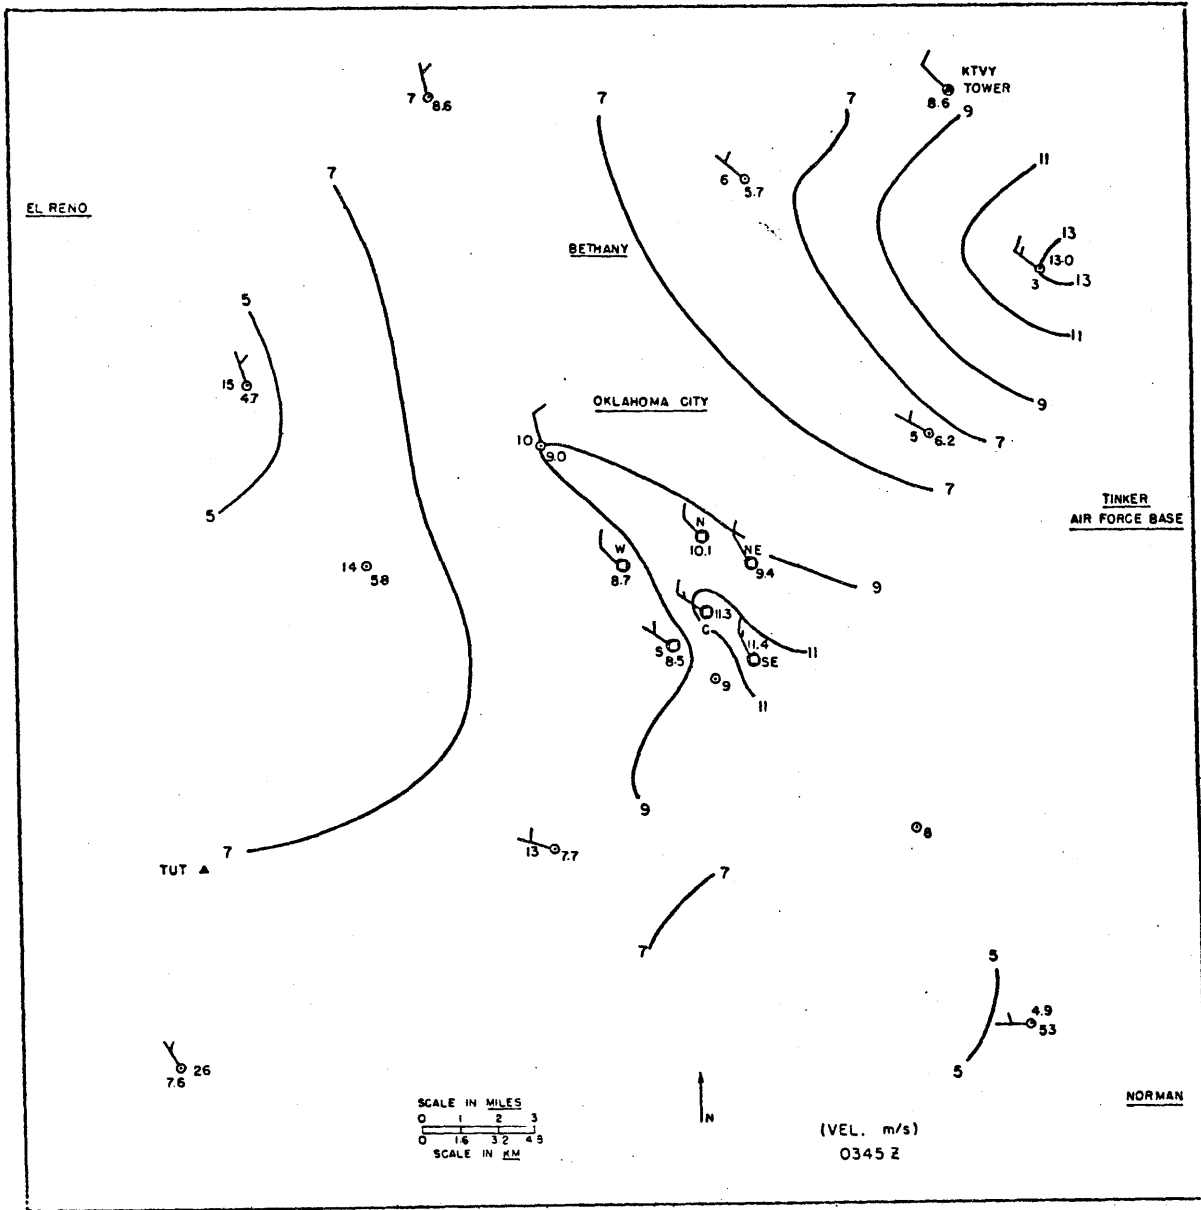 KTVY
TOWER
8.6
7
8.6
7
7
9
11
7
6
5.7
EL RENO
BETHANY
13
13.0
3
13
5
11
15
4.7
OKLAHOMA CITY
9
10
9.0
5
6.2
7
7
5
TINKER
AIR FORCE BASE
N
10.1
W
8.7
NE
9.4
14
58
9
11.3
C
S
8.5
11.4
SE
11
9
11
9
8
7
TUT
13
7.7
7
7
5
4.9
53
26
7.6
5
SCALE IN MILES
0 1 2 3
0 1.6 3.2 4.8
SCALE IN KM
N
NORMAN
(VEL. m/s)
0345 Z